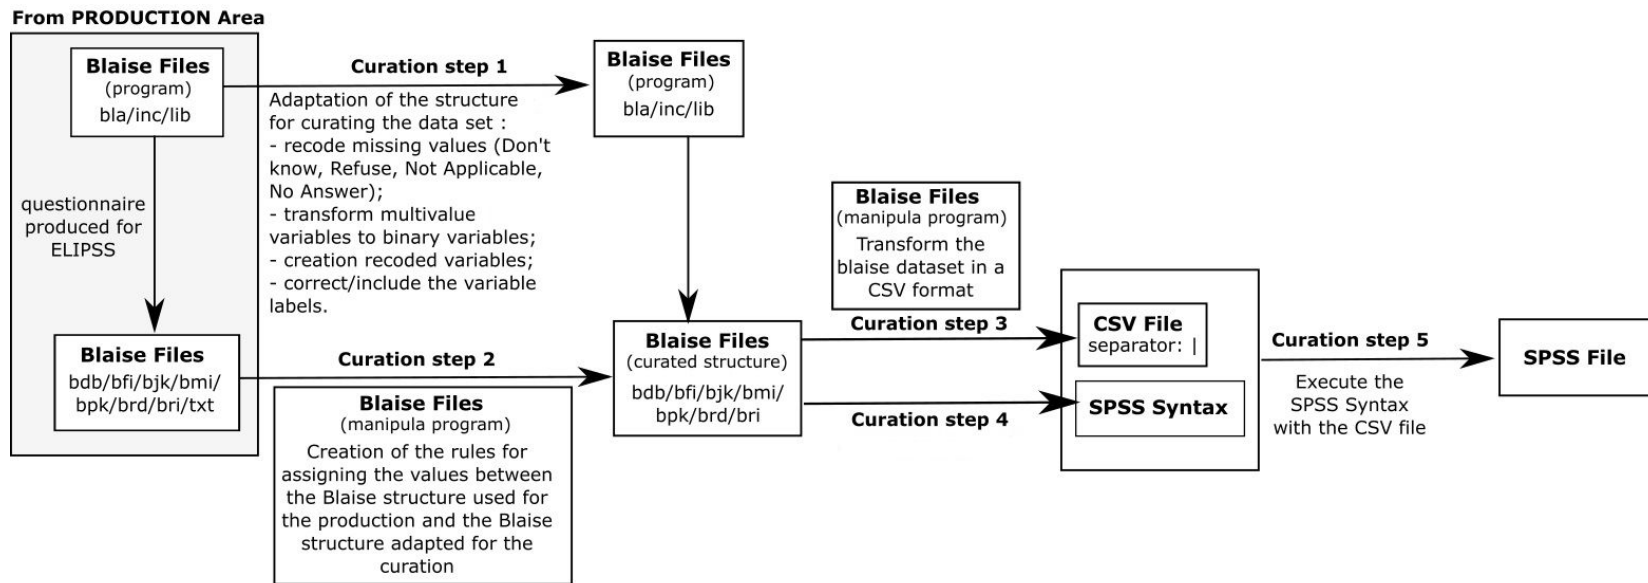 From PRODUCTION Area
Blaise Files
(program)
bla/inc/lib
questionnaire
produced for
ELIPSS
Blaise Files
bdb/bfi/bjk/bmi/
bpk/brd/bri/txt
Curation step 1
Adaptation of the structure
for curating the data set :
- recode missing values (Don't
know, Refuse, Not Applicable,
No Answer);
- transform multivalue
variables to binary variables;
- creation recoded variables;
- correct/include the variable
labels.
Curation step 2
Blaise Files
(manipula program)
Creation of the rules for
assigning the values between
the Blaise structure used for
the production and the Blaise
structure adapted for the
curation
Blaise Files
(program)
bla/inc/lib
Blaise Files
(curated structure)
bdb/bfi/bjk/bmi/
bpk/brd/bri
Blaise Files
(manipula program)
Transform the
blaise dataset in a
CSV format
Curation step 3
Curation step 4
CSV File
separator: |
SPSS Syntax
Curation step 5
Execute the
SPSS Syntax
with the CSV file
SPSS File